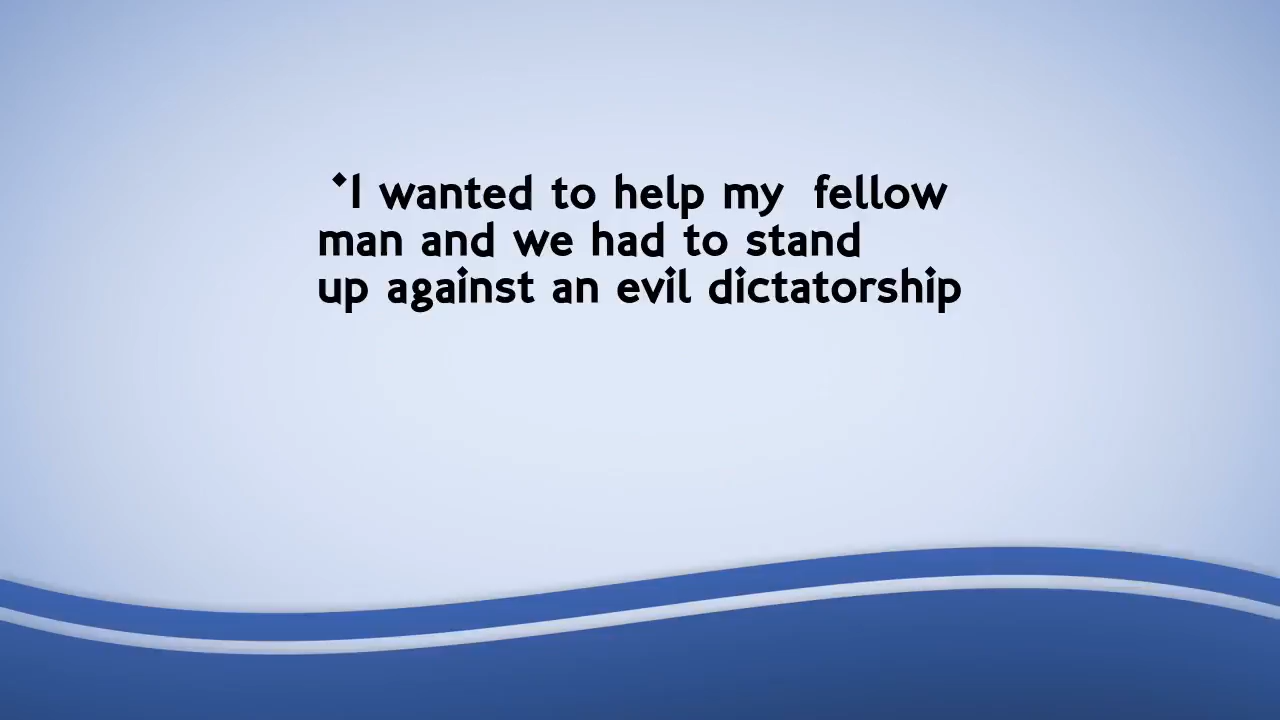 •I wanted to help my  fellow
man and we had to stand
up against an evil dictatorship